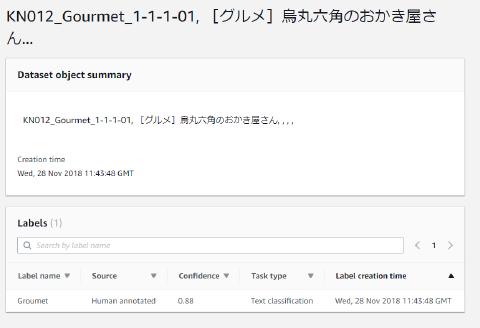 KN012_Gourmet_1-1-1-01, ［グルメ］烏丸六角のおかき屋さ
ん...
Dataset object summary
KN012_Gourmet_1-1-1-01, ［グルメ］烏丸六角のおかき屋さん, , , ,
Creation time
Wed, 28 Nov 2018 11:43:48 GMT
Labels (1)
Search by label name
1
Label name Source Confidence Task type Label creation time
Groumet Human annotated 0.88 Text classification Wed, 28 Nov 2018 11:43:48 GMT